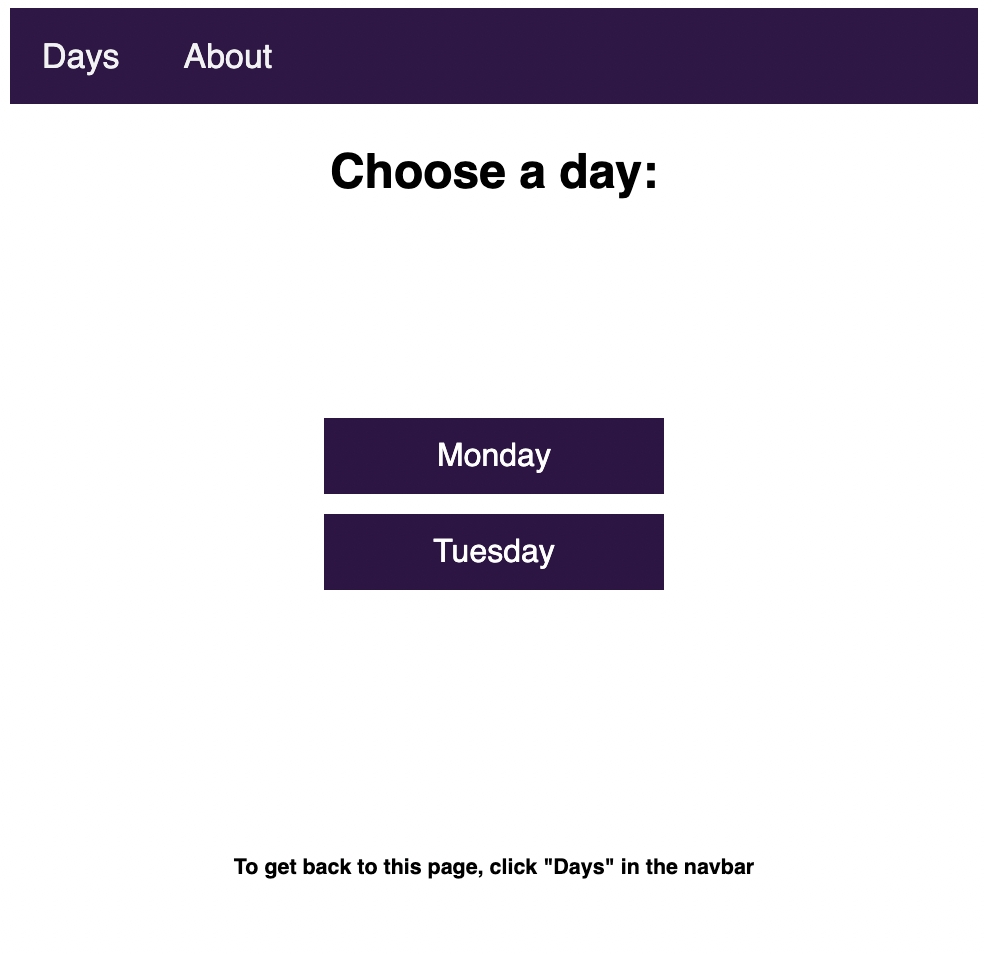 Days About
Choose a day:
Monday
Tuesday
To get back to this page, click "Days" in the navbar